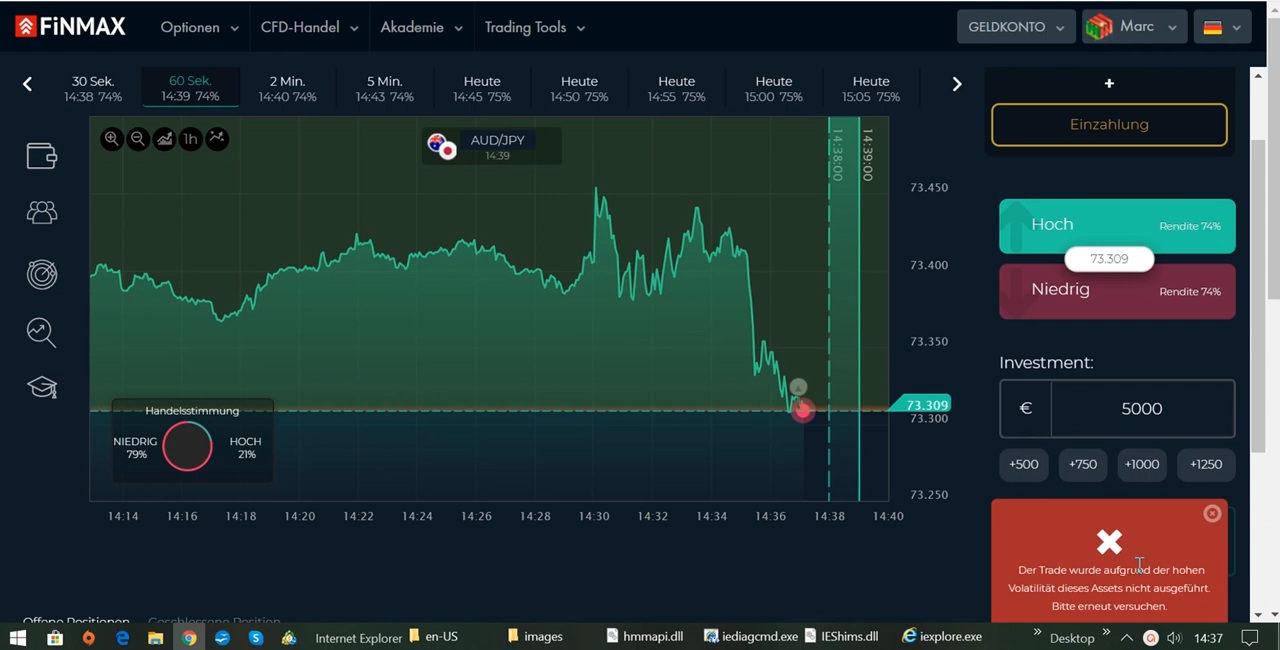 FiNMAX
Optionen
CFD-Handel
Akademie
Trading Tools
GELDKONTO
Marc
30 Sek.
14:38 74%
60 Sek.
14:39 74%
2 Min.
14:40 74%
5 Min.
14:43 74%
Heute
14:45 75%
Heute
14:50 75%
Heute
14:55 75%
Heute
15:00 75%
Heute
15:05 75%
+
Einzahlung
1h
AUD/JPY
14:39
14:38:00
14:39:00
73.450
73.400
73.350
73.309
73.300
73.250
Handelsstimmung
NIEDRIG
79%
HOCH
21%
14:14
14:16
14:18
14:20
14:22
14:24
14:26
14:28
14:30
14:32
14:34
14:36
14:38
14:40
Hoch
Rendite 74%
73.309
Niedrig
Rendite 74%
Investment:
€
5000
+500
+750
+1000
+1250
Der Trade wurde aufgrund der hohen
Volatilität dieses Assets nicht ausgeführt.
Bitte erneut versuchen.
Offene Positionen
Geschlossene Position
Internet Explorer
en-US
images
hmmapi.dll
iediagcmd.exe
IEShims.dll
iexplore.exe
Desktop
14:37